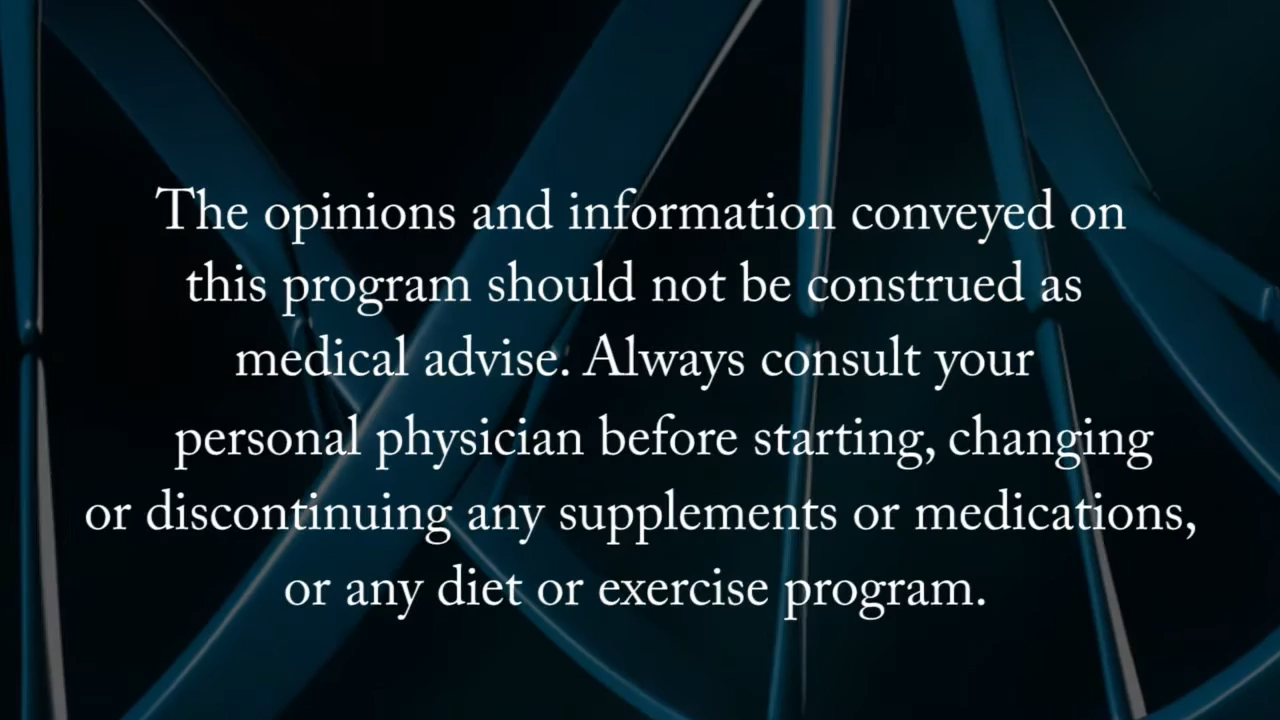 The opinions and information conveyed on
this program should not be construed as
medical advise. Always consult your
personal physician before starting, changing
or discontinuing any supplements or medications,
or any diet or exercise program.